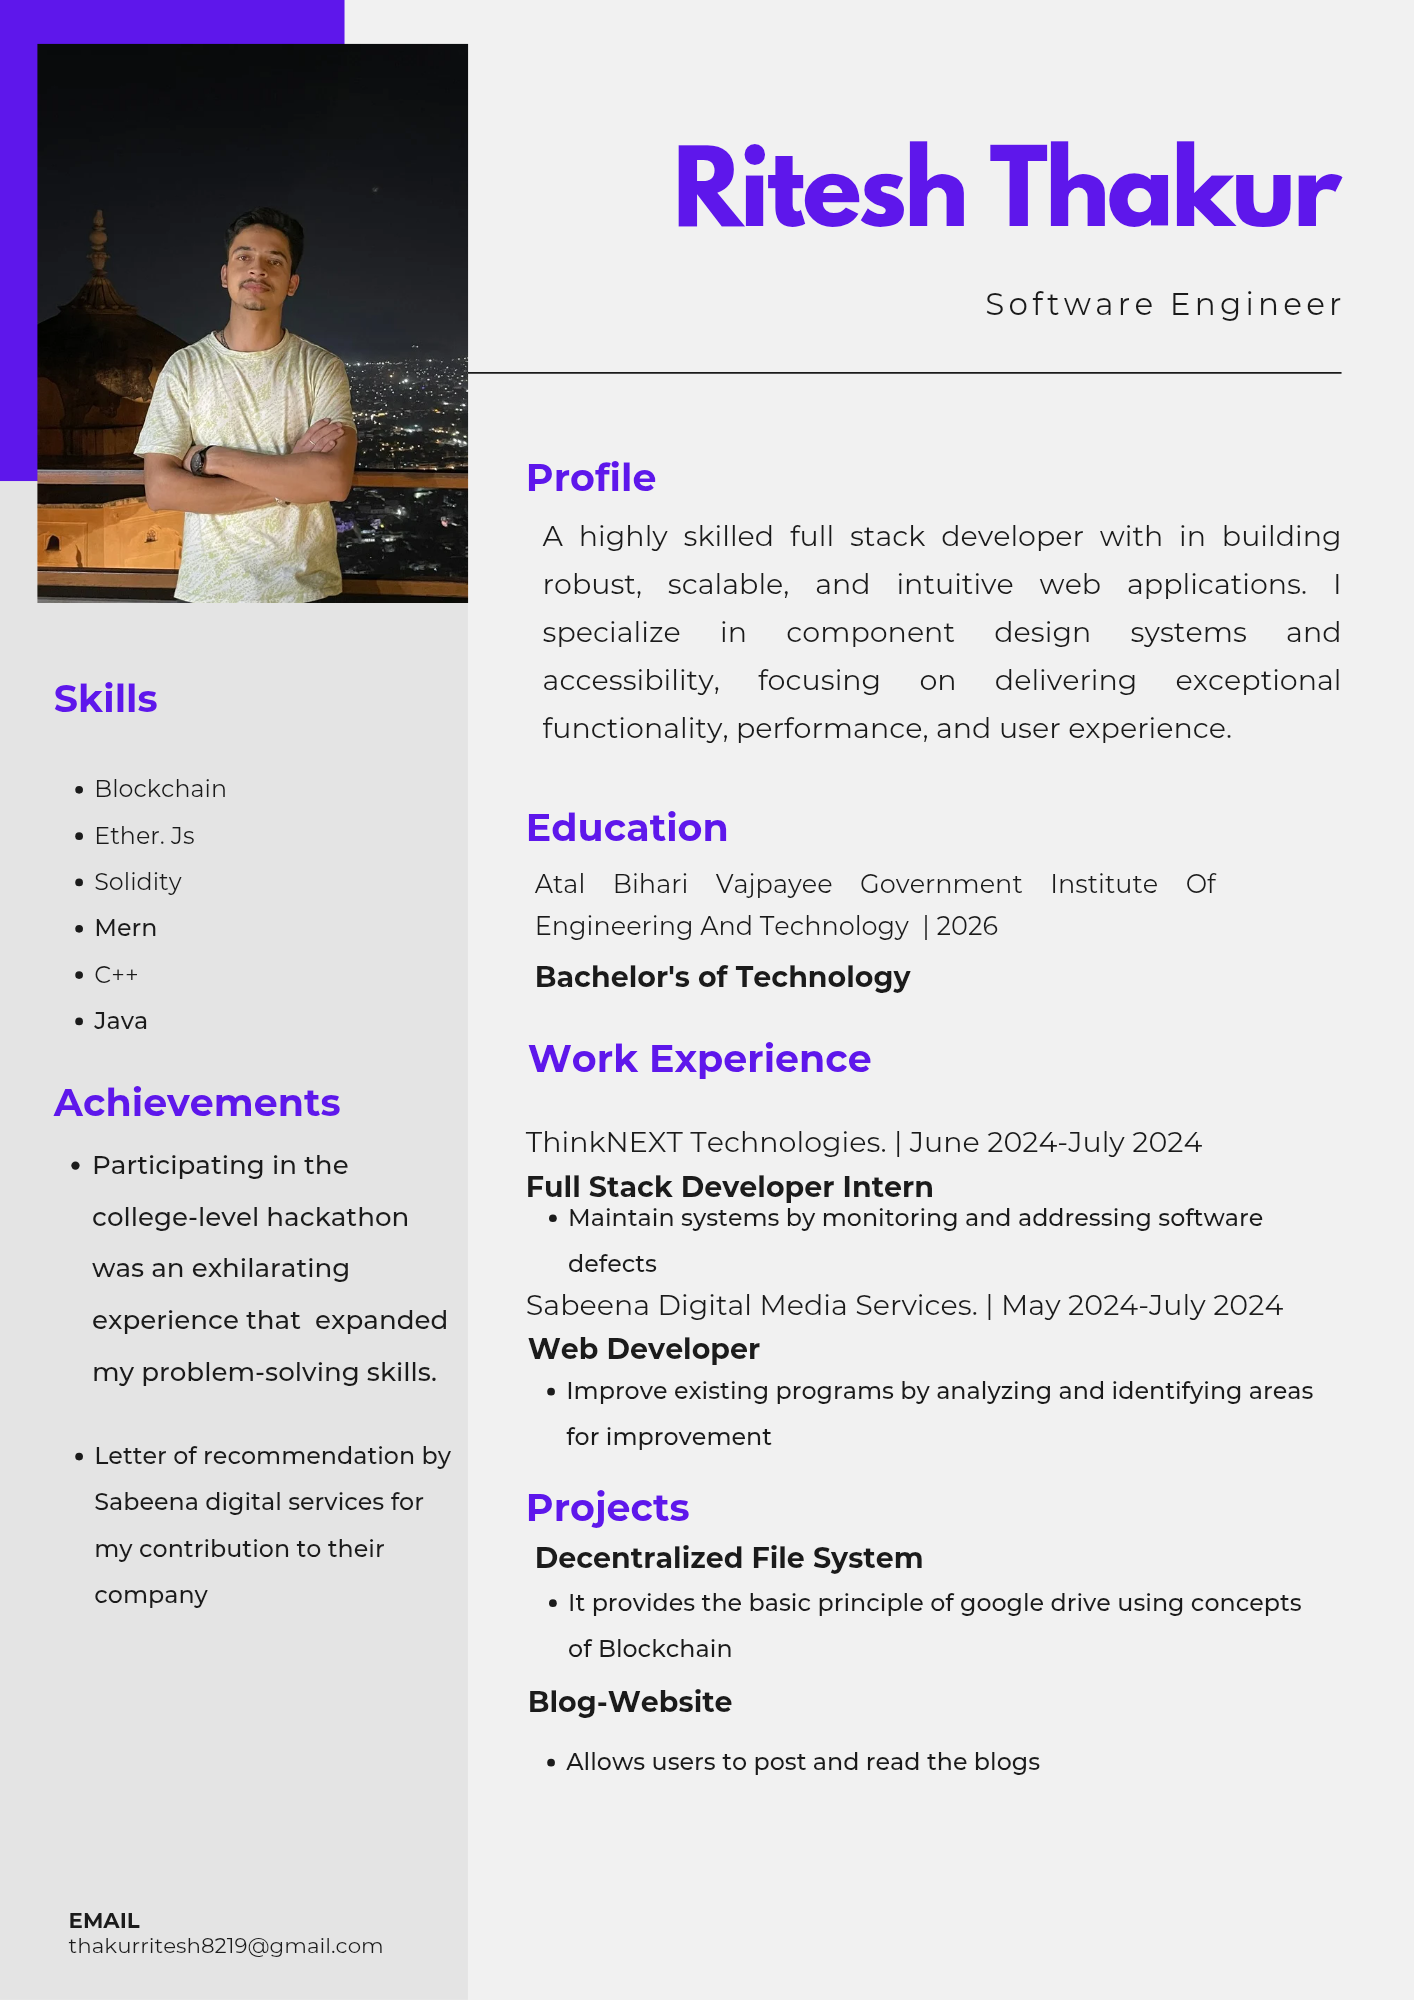 Ritesh Thakur
Software Engineer
Profile
A highly skilled full stack developer with in building
robust, scalable, and intuitive web applications. I
specialize in component design systems and
accessibility, focusing on delivering exceptional
functionality, performance, and user experience.
Education
Atal Bihari Vajpayee Government Institute Of
Engineering And Technology | 2026
Bachelor's of Technology
Work Experience
ThinkNEXT Technologies. | June 2024-July 2024
Full Stack Developer Intern
• Maintain systems by monitoring and addressing software
defects
Sabeena Digital Media Services. | May 2024-July 2024
Web Developer
• Improve existing programs by analyzing and identifying areas
for improvement
Projects
Decentralized File System
• It provides the basic principle of google drive using concepts
of Blockchain
Blog-Website
• Allows users to post and read the blogs
Skills
• Blockchain
• Ether. Js
• Solidity
• Mern
• C++
• Java
Achievements
• Participating in the
college-level hackathon
was an exhilarating
experience that expanded
my problem-solving skills.
• Letter of recommendation by
Sabeena digital services for
my contribution to their
company
EMAIL
thakurritesh8219@gmail.com